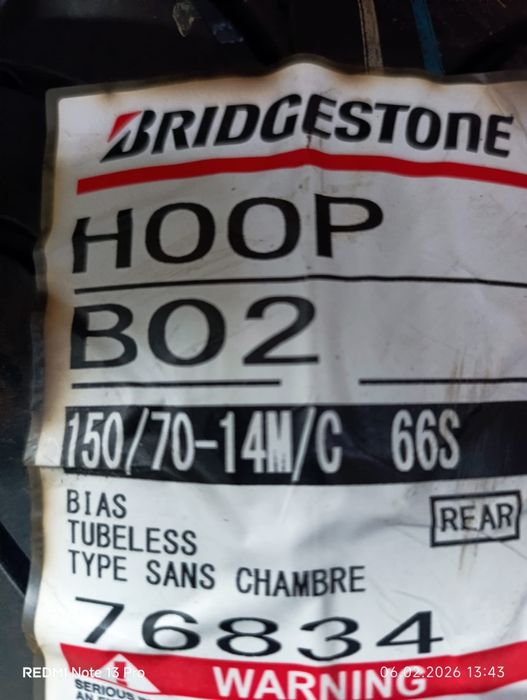 BRIDGESTONE
HOOP
B02
150/70-14M/C 66S
BIAS
TUBELESS
TYPE SANS CHAMBRE
REAR
76834
WARNING
SERIOUS
REDMI Note 13 Pro
06.02.2026 13:43